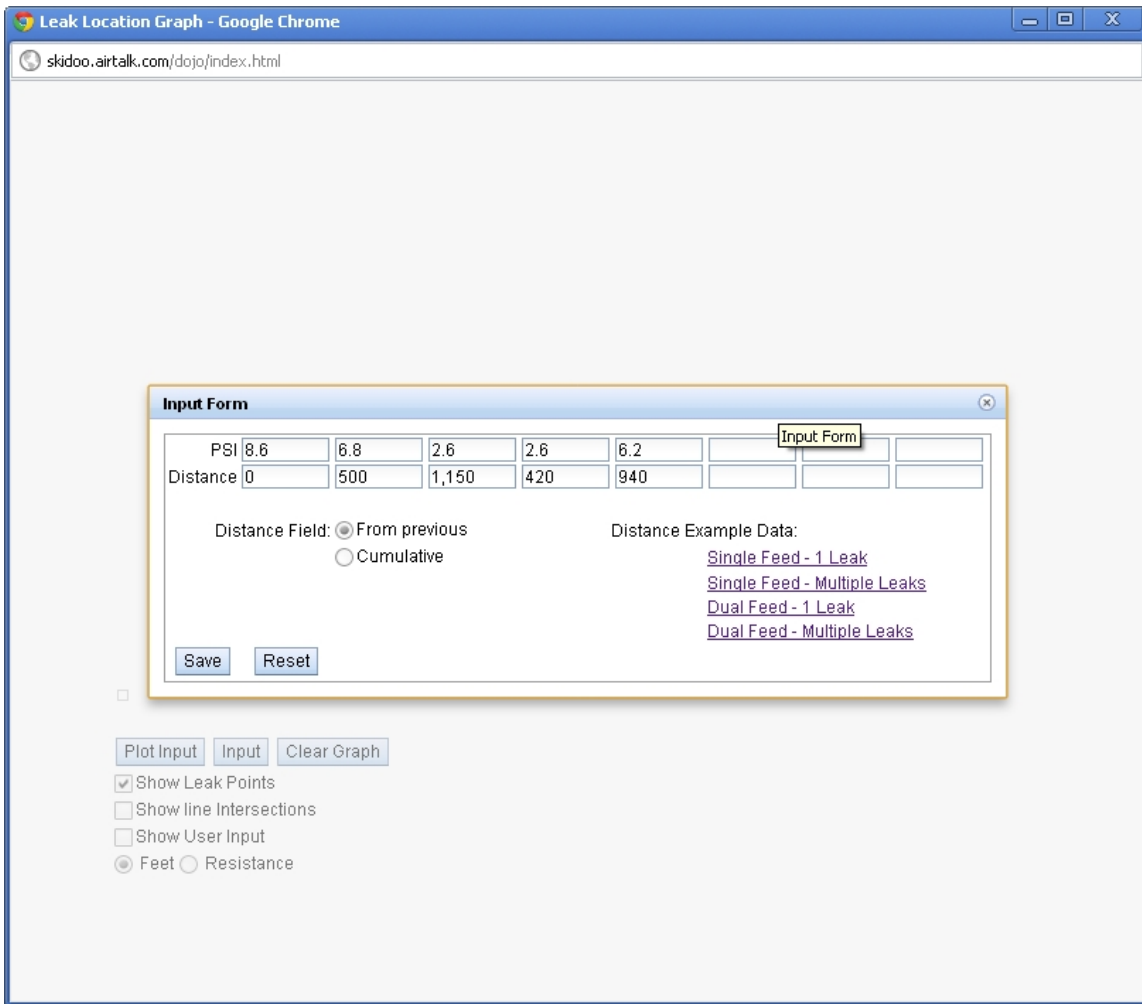 Leak Location Graph - Google Chrome
skidoo.airtalk.com/dojo/index.html
Input Form
PSI 8.6 6.8 2.6 2.6 6.2
Input Form
Distance 0 500 1,150 420 940
Distance Field: From previous
Cumulative
Distance Example Data:
Single Feed - 1 Leak
Single Feed - Multiple Leaks
Dual Feed - 1 Leak
Dual Feed - Multiple Leaks
Save Reset
Plot Input Input Clear Graph
Show Leak Points
Show line Intersections
Show User Input
Feet Resistance